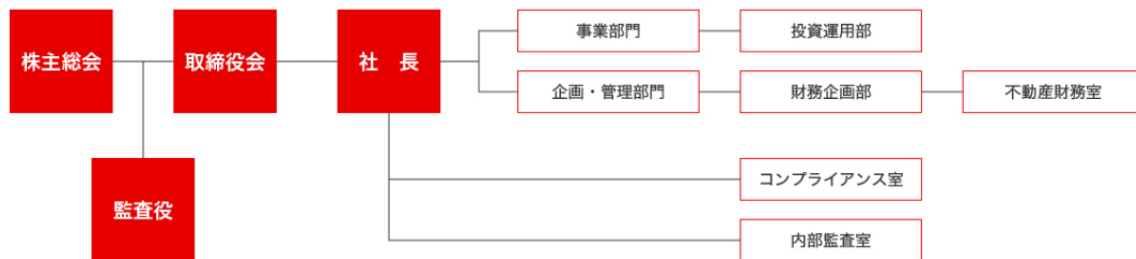 株主総会
取締役会
社　長
事業部門
投資運用部
企画・管理部門
財務企画部
不動産財務室
監査役
コンプライアンス室
内部監査室